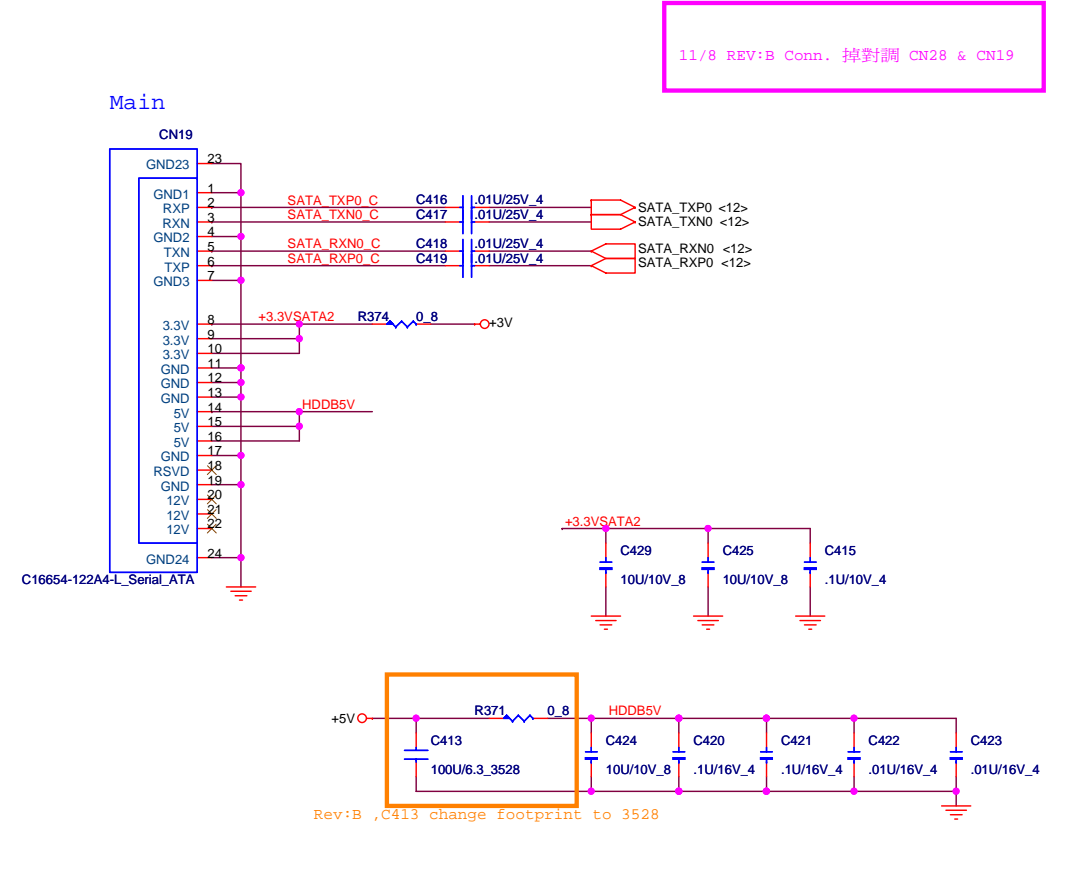 11/8 REV:B Conn. 掉對調 CN28 & CN19
Main
CN19
GND23 23
GND1 1
RXP 2 SATA_TXP0_C C416 .01U/25V_4 SATA_TXP0 <12>
RXN 3 SATA_TXN0_C C417 .01U/25V_4 SATA_TXN0 <12>
GND2 4
TXN 5 SATA_RXN0_C C418 .01U/25V_4 SATA_RXN0 <12>
TXP 6 SATA_RXP0_C C419 .01U/25V_4 SATA_RXP0 <12>
GND3 7
3.3V 8 +3.3VSATA2 R374 0_8 +3V
3.3V 9
3.3V 10
GND 11
GND 12
GND 13
5V 14 HDDB5V
5V 15
5V 16
GND 17
RSVD 18
GND 19
12V 20
12V 21
12V 22
GND24 24
C16654-122A4-L_Serial_ATA
+3.3VSATA2
C429 C425 C415
10U/10V_8 10U/10V_8 .1U/10V_4
+5V R371 0_8 HDDB5V
C413 C424 C420 C421 C422 C423
100U/6.3_3528 10U/10V_8 .1U/16V_4 .1U/16V_4 .01U/16V_4 .01U/16V_4
Rev:B ,C413 change footprint to 3528